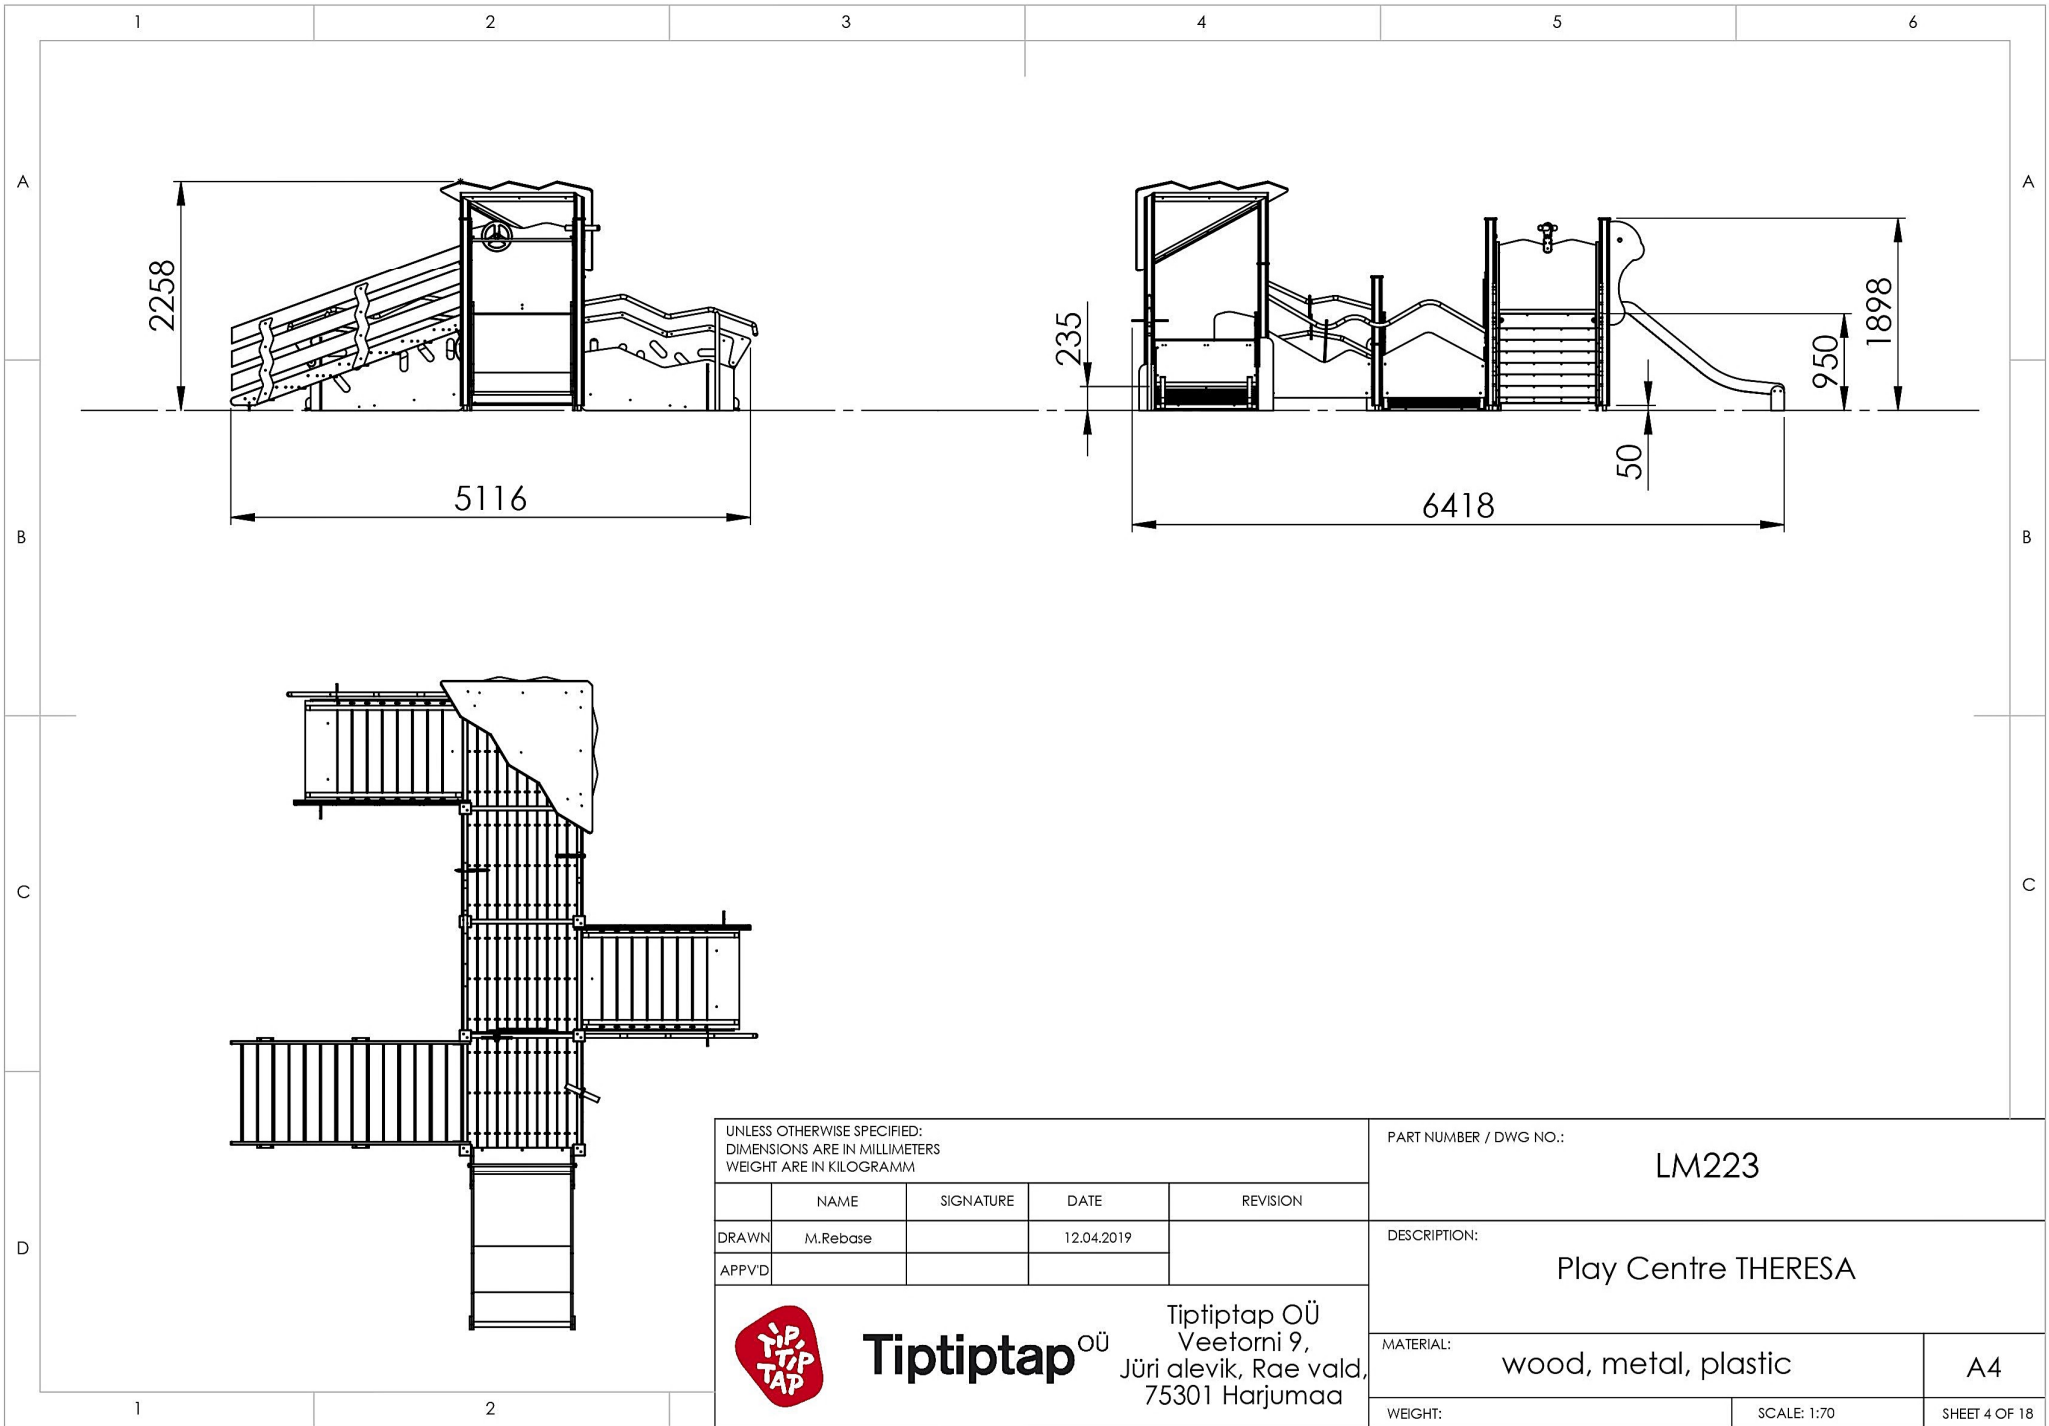 1 2 3 4 5 6
A A
2258
235
1898
950
50
5116
6418
B B
C C
D
UNLESS OTHERWISE SPECIFIED:
DIMENSIONS ARE IN MILLIMETERS
WEIGHT ARE IN KILOGRAMM
NAME SIGNATURE DATE REVISION
DRAWN M.Rebase 12.04.2019
APPV'D
PART NUMBER / DWG NO.:
LM223
DESCRIPTION:
Play Centre THERESA
TIP
TIP
TAP
Tiptiptap OÜ
Tiptiptap OÜ
Veetorni 9,
Jüri alevik, Rae vald,
75301 Harjumaa
MATERIAL:
wood, metal, plastic
A4
WEIGHT:
SCALE: 1:70
SHEET 4 OF 18
1 2